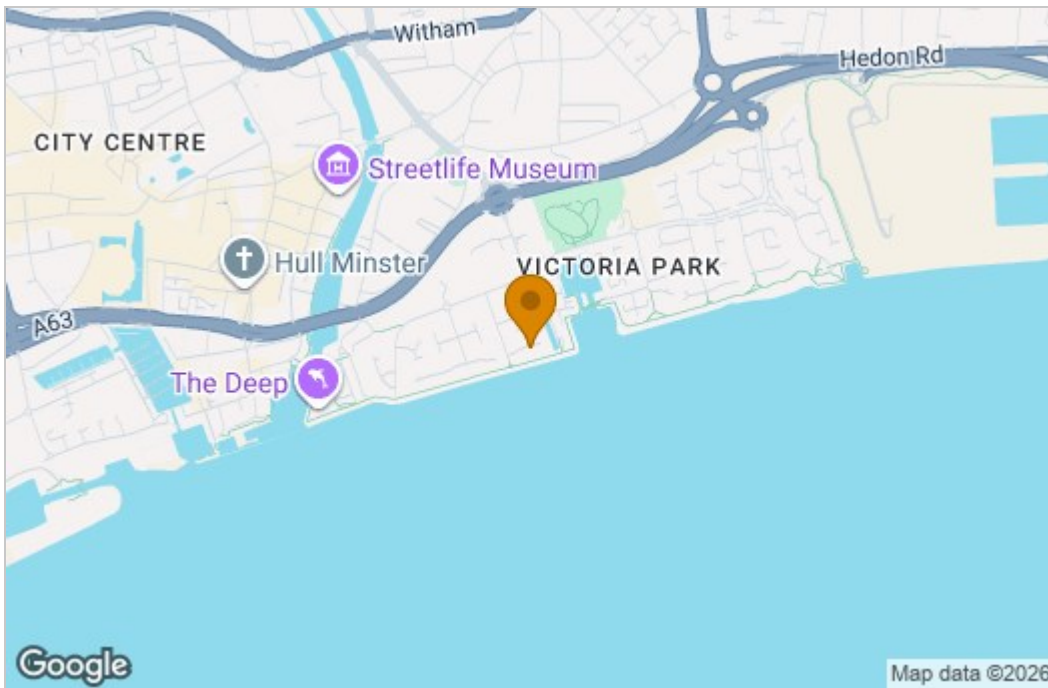 Witham
Hedon Rd
CITY CENTRE
Streetlife Museum
Hull Minster
VICTORIA PARK
A63
The Deep
Google
Map data ©2026